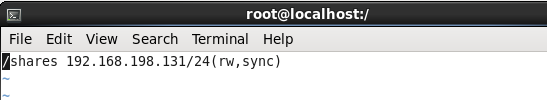 root@localhost:/
File Edit View Search Terminal Help
/shares 192.168.198.131/24(rw,sync)
~
~